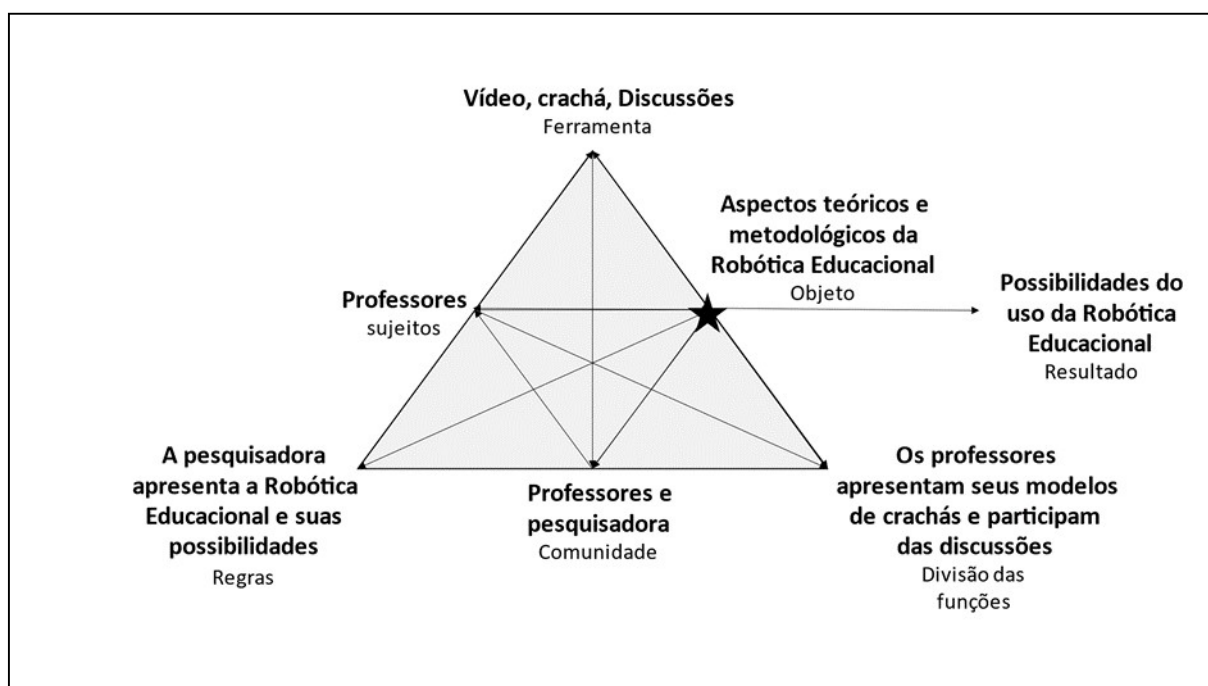 Vídeo, crachá, Discussões
Ferramenta
Aspectos teóricos e
metodológicos da
Robótica Educacional
Objeto
Professores
sujeitos
Possibilidades do
uso da Robótica
Educacional
Resultado
A pesquisadora
apresenta a Robótica
Educacional e suas
possibilidades
Regras
Professores e
pesquisadora
Comunidade
Os professores
apresentam seus modelos
de crachás e participam
das discussões
Divisão das
funções